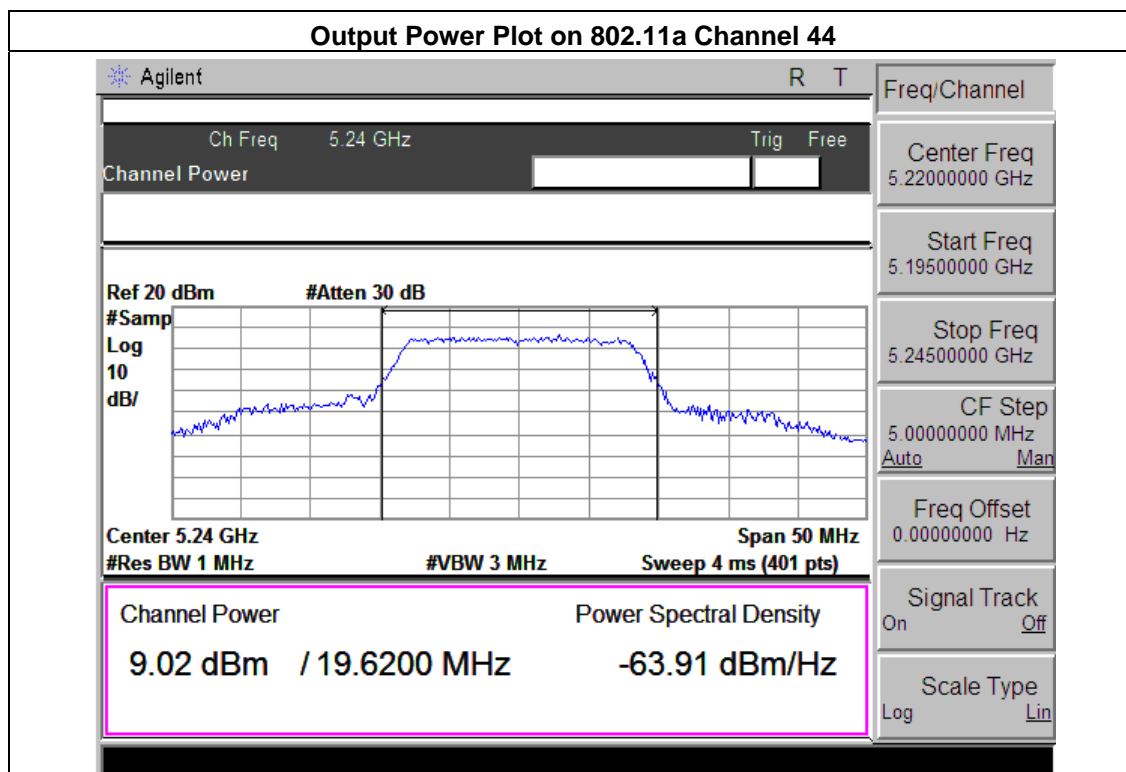 Output Power Plot on 802.11a Channel 44
Agilent R T
Ch Freq 5.24 GHz Trig Free
Channel Power
Ref 20 dBm #Atten 30 dB
#Samp
Log
10
dB/
Center 5.24 GHz Span 50 MHz
#Res BW 1 MHz #VBW 3 MHz Sweep 4 ms (401 pts)
Channel Power Power Spectral Density
9.02 dBm / 19.6200 MHz -63.91 dBm/Hz
Freq/Channel
Center Freq
5.22000000 GHz
Start Freq
5.19500000 GHz
Stop Freq
5.24500000 GHz
CF Step
5.00000000 MHz
Auto Man
Freq Offset
0.00000000 Hz
Signal Track
On Off
Scale Type
Log Lin